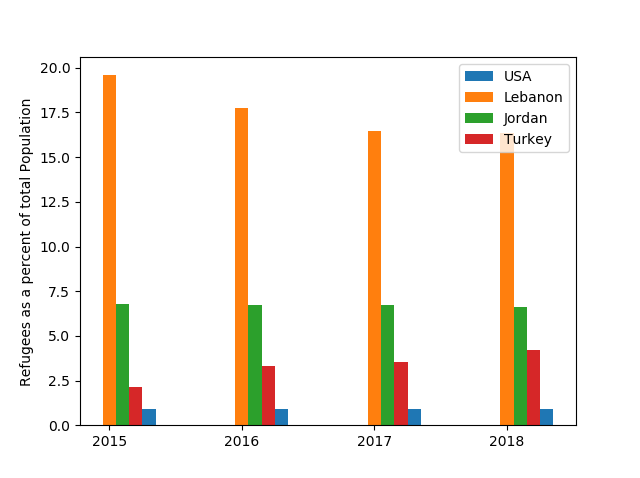 Refugees as a percent of total Population
20.0
17.5
15.0
12.5
10.0
7.5
5.0
2.5
0.0
2015
2016
2017
2018
USA
Lebanon
Jordan
Turkey